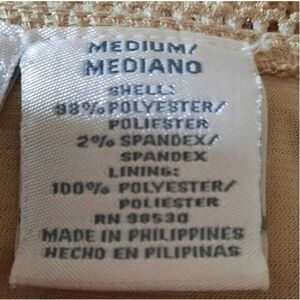 MEDIUM/
MEDIANO
SHELL:
98% POLYESTER/
POLIESTER
2% SPANDEX/
SPANDEX
LINING:
100% POLYESTER/
POLIESTER
RN 98530
MADE IN PHILIPPINES
HECHO EN PILIPINAS